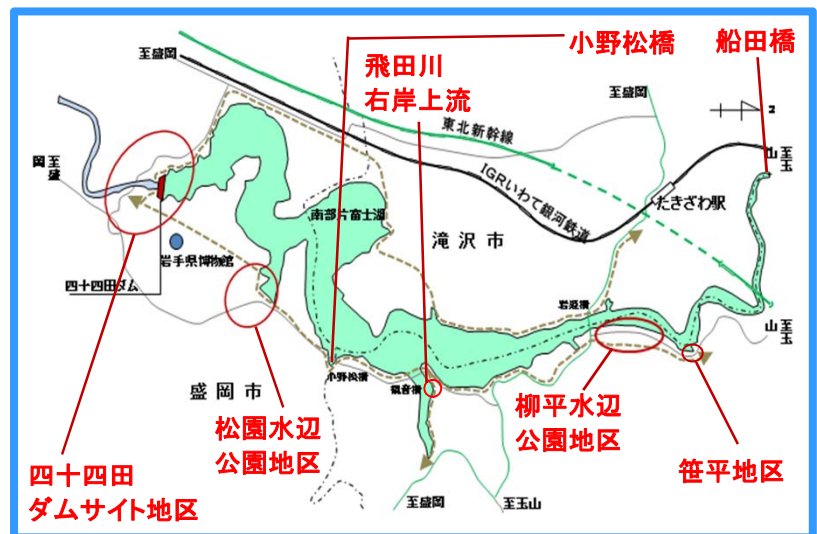 小野松橋
船田橋
飛田川
右岸上流
至盛岡
至盛岡
東北新幹線
IGRいわて銀河鉄道
たきざわ駅
至玉山
至盛岡
南部片富士湖
滝沢市
岩手県博物館
四十四田ダム
岩渡橋
至玉山
小野松橋
観音橋
盛岡市
松園水辺
公園地区
柳平水辺
公園地区
笹平地区
四十四田
ダムサイト地区
至盛岡
至玉山